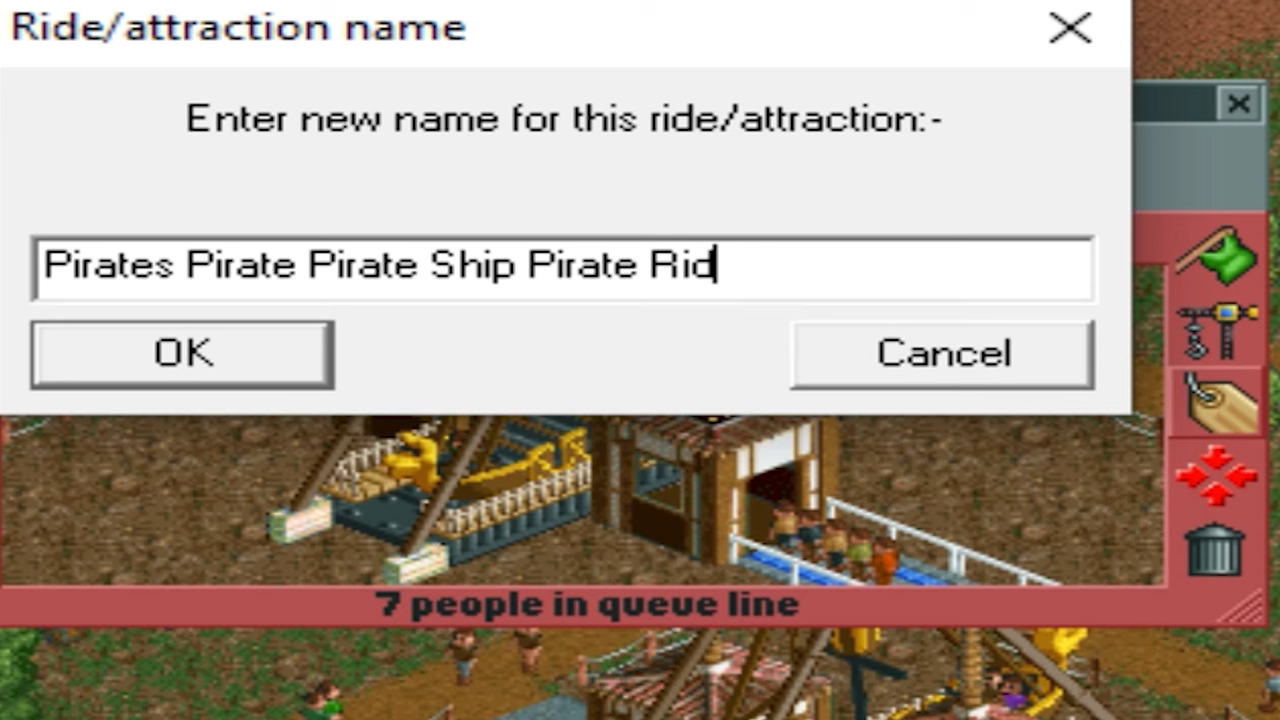 Ride/attraction name
Enter new name for this ride/attraction:-
Pirates Pirate Pirate Ship Pirate Rid
OK
Cancel
7 people in queue line